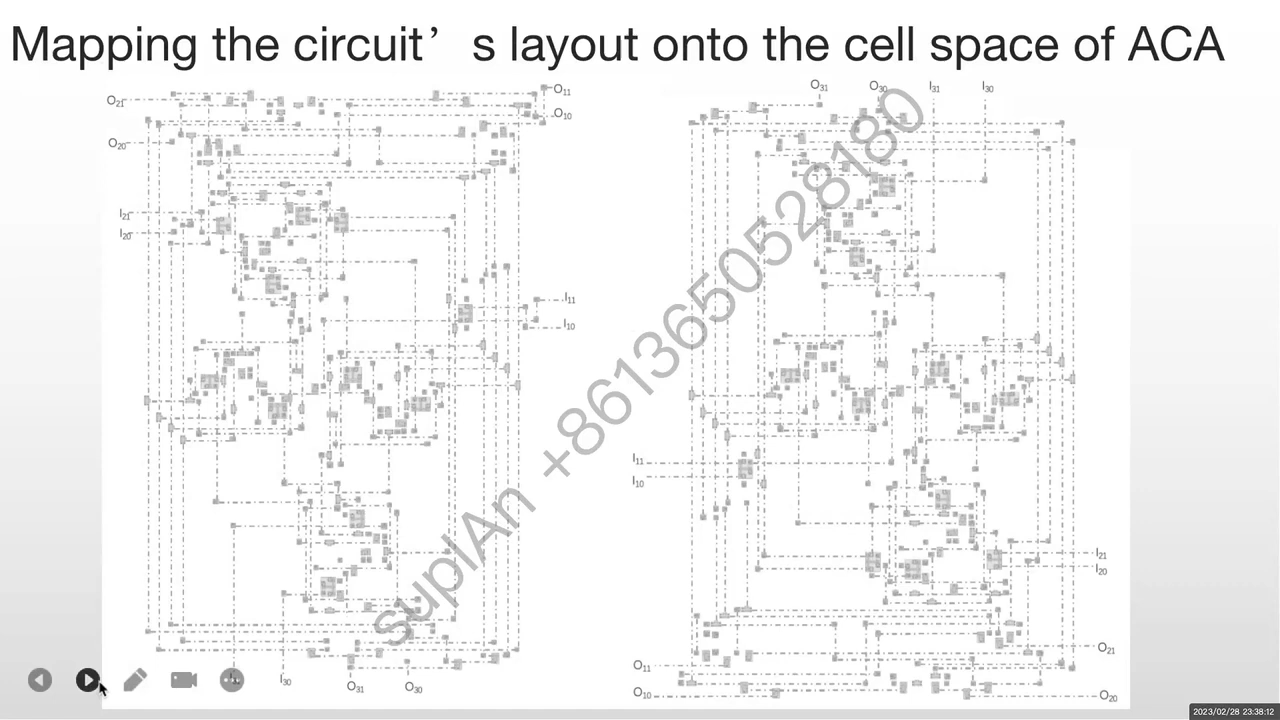 Mapping the circuit’ s layout onto the cell space of ACA
O21
O11
O10
O20
I21
I20
I11
I10
I30
O31
O30
O31
O30
I31
I30
I11
I10
I21
I20
O11
O21
O10
O20
suplAn +8613650528180
2023/02/28 23:38:12